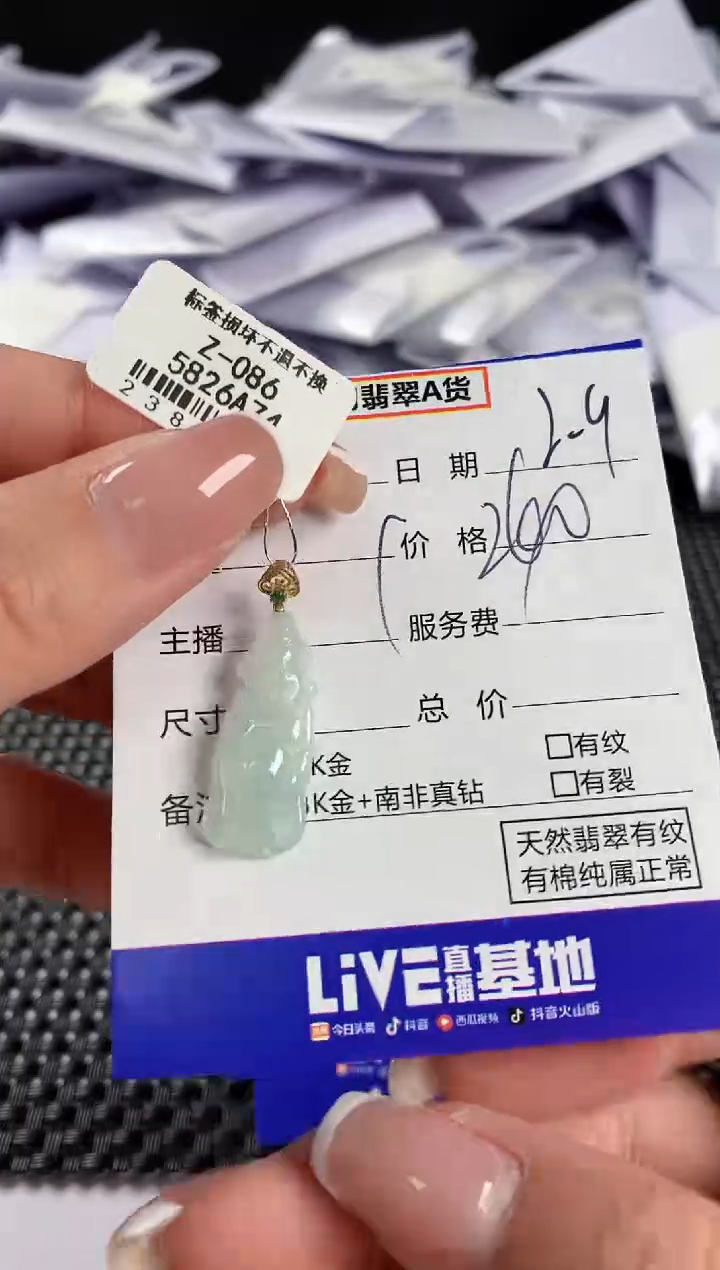 标签损坏不退不换
Z-086
5826A74
238
翡翠A货
日期 2-9
价格
主播
服务费
尺寸
总价
K金
□有纹
K金+南非真钻
□有裂
备注
天然翡翠有纹
有棉纯属正常
LiVE直播基地
今日头条 抖音 西瓜视频 抖音火山版